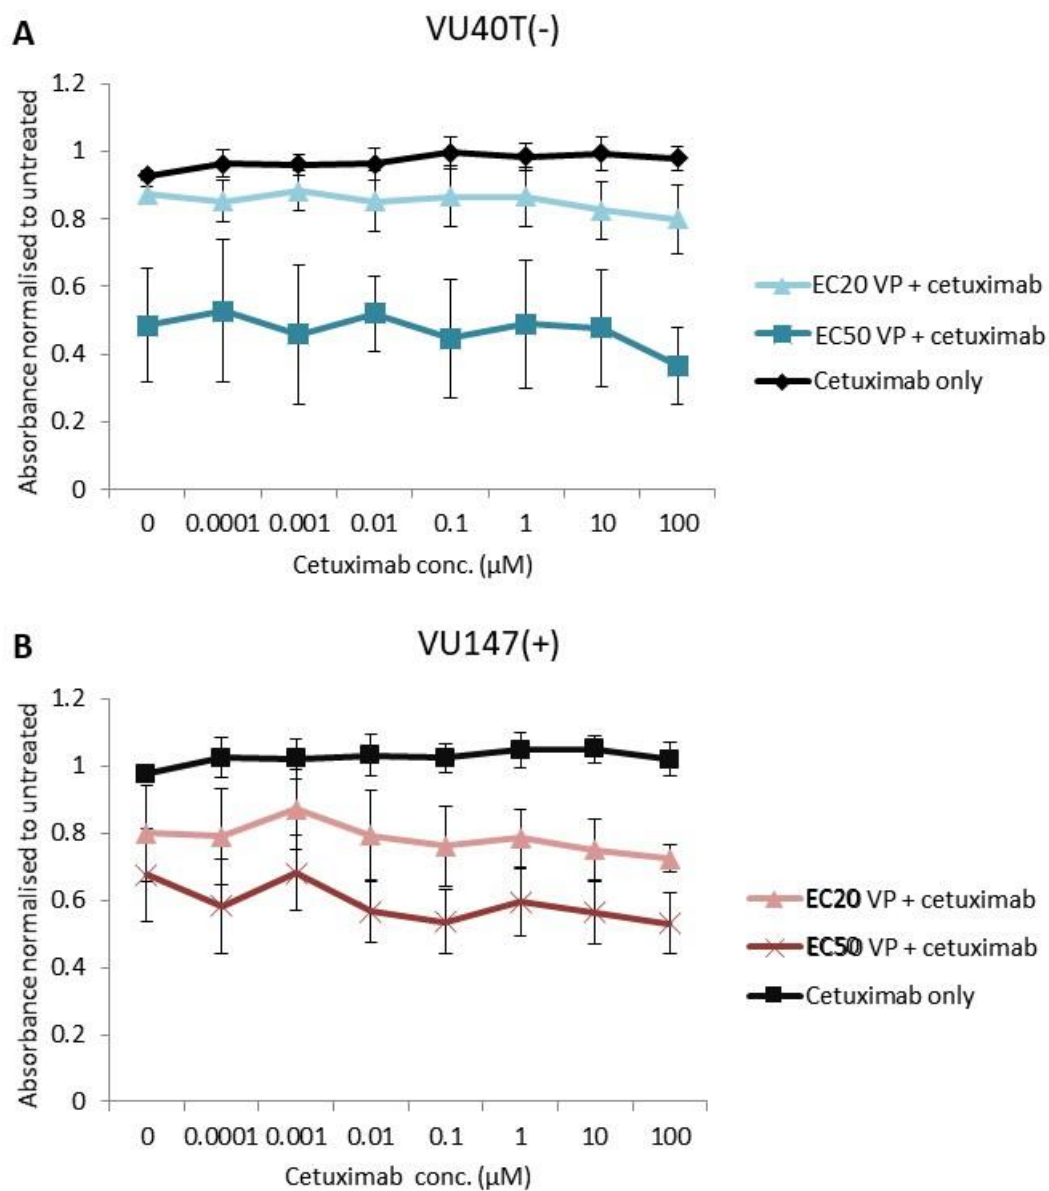 A
VU40T(-)
Absorbance normalised to untreated
1.2
1
0.8
0.6
0.4
0.2
0
0 0.0001 0.001 0.01 0.1 1 10 100
Cetuximab conc. (µM)
EC20 VP + cetuximab
EC50 VP + cetuximab
Cetuximab only
B
VU147(+)
Absorbance normalised to untreated
1.2
1
0.8
0.6
0.4
0.2
0
0 0.0001 0.001 0.01 0.1 1 10 100
Cetuximab conc. (µM)
EC20 VP + cetuximab
EC50 VP + cetuximab
Cetuximab only